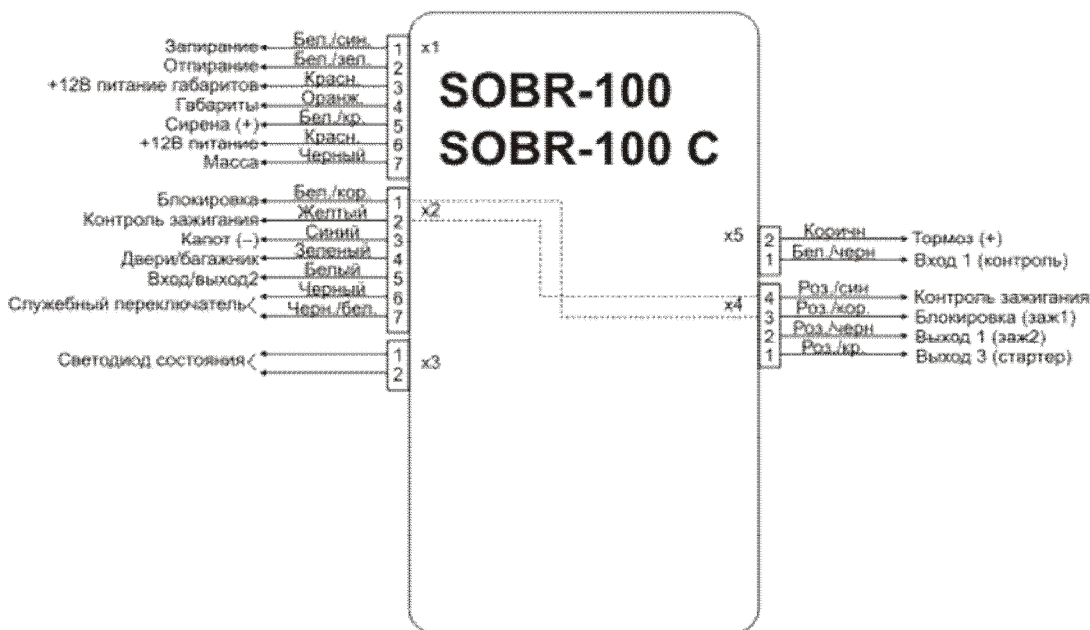 SOBR-100
SOBR-100 C
x1
Запирание Бел./син. 1
Отпирание Бел./зел. 2
+12В питание габаритов Красн. 3
Габариты Оранж. 4
Сирена (+) Бел./кр. 5
+12В питание Красн. 6
Масса Черный 7
x2
Блокировка Бел./кор. 1
Контроль зажигания Желтый 2
Капот (–) Синий 3
Двери/багажник Зеленый 4
Вход/выход2 Белый 5
Служебный переключатель Черный 6
Черн./бел. 7
x3
Светодиод состояния 1
2
x5
2 Коричн Тормоз (+)
1 Бел./черн Вход 1 (контроль)
x4
4 Роз./син Контроль зажигания
3 Роз./кор. Блокировка (заж1)
2 Роз./черн Выход 1 (заж2)
1 Роз./кр. Выход 3 (стартер)